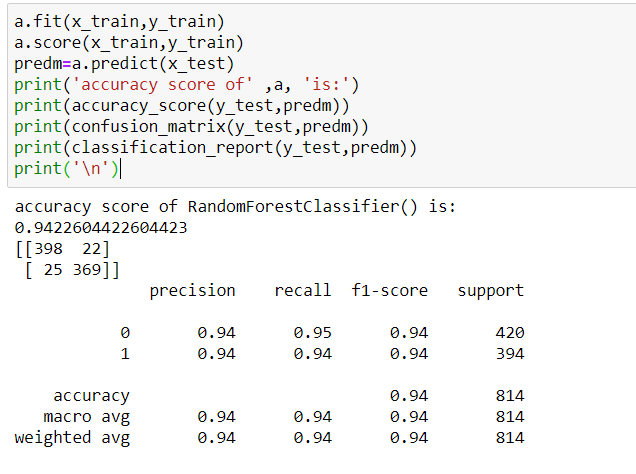 a.fit(x_train,y_train)
a.score(x_train,y_train)
predm=a.predict(x_test)
print('accuracy score of' ,a, 'is:')
print(accuracy_score(y_test,predm))
print(confusion_matrix(y_test,predm))
print(classification_report(y_test,predm))
print('\n')
accuracy score of RandomForestClassifier() is:
0.9422604422604423
[[398  22]
 [ 25 369]]
              precision    recall  f1-score   support
           0       0.94      0.95      0.94       420
           1       0.94      0.94      0.94       394
    accuracy                           0.94       814
   macro avg       0.94      0.94      0.94       814
weighted avg       0.94      0.94      0.94       814